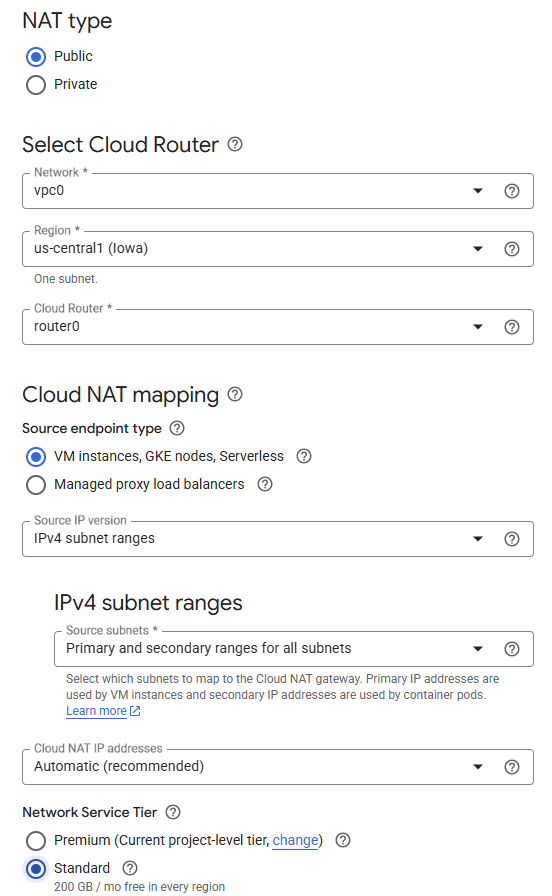 NAT type
Public
Private
Select Cloud Router
Network *
vpc0
Region *
us-central1 (Iowa)
One subnet.
Cloud Router *
router0
Cloud NAT mapping
Source endpoint type
VM instances, GKE nodes, Serverless
Managed proxy load balancers
Source IP version
IPv4 subnet ranges
IPv4 subnet ranges
Source subnets *
Primary and secondary ranges for all subnets
Select which subnets to map to the Cloud NAT gateway. Primary IP addresses are
used by VM instances and secondary IP addresses are used by container pods.
Learn more
Cloud NAT IP addresses
Automatic (recommended)
Network Service Tier
Premium (Current project-level tier, change)
Standard
200 GB / mo free in every region